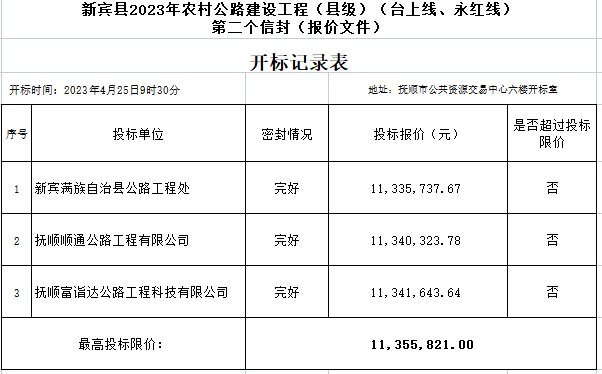 新宾县2023年农村公路建设工程（县级）（台上线、永红线）
第二个信封（报价文件）
开标记录表
开标时间：2023年4月25日9时30分 地址：抚顺市公共资源交易中心六楼开标室
序号 投标单位 密封情况 投标报价（元） 是否超过投标
限价
1 新宾满族自治县公路工程处 完好 11,335,737.67 否
2 抚顺顺通公路工程有限公司 完好 11,340,323.78 否
3 抚顺富诣达公路工程科技有限公司 完好 11,341,643.64 否
最高投标限价： 11,355,821.00